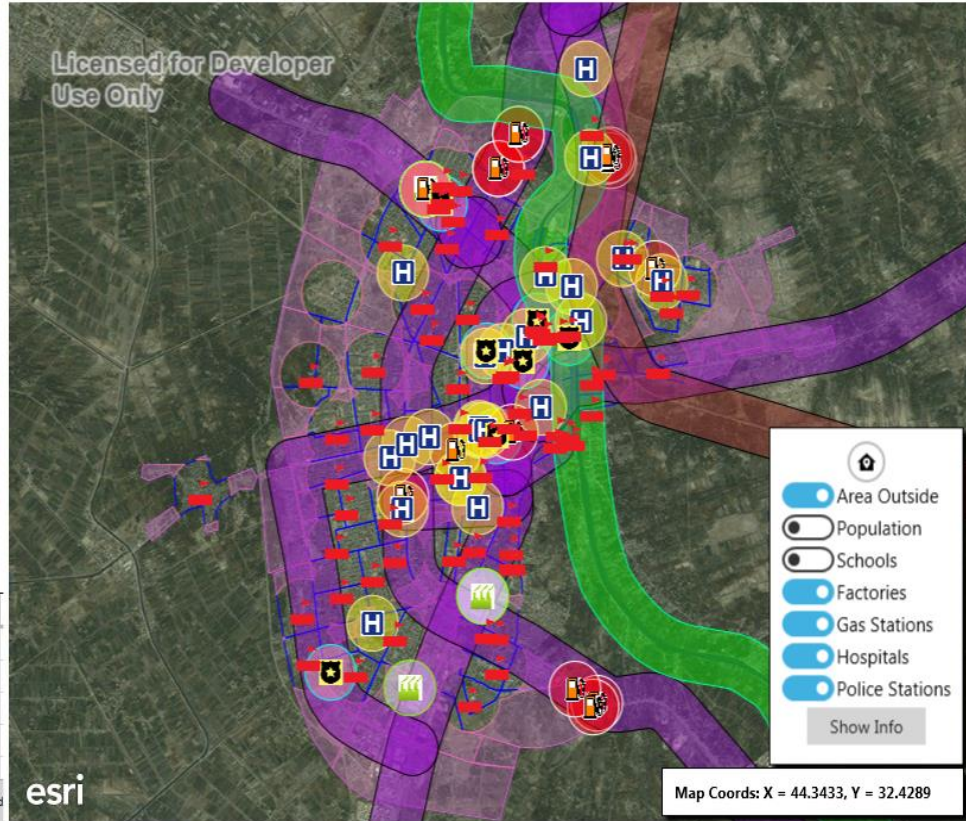 Licensed for Developer
Use Only
Area Outside
Population
Schools
Factories
Gas Stations
Hospitals
Police Stations
Show Info
Map Coords: X = 44.3433, Y = 32.4289
esri